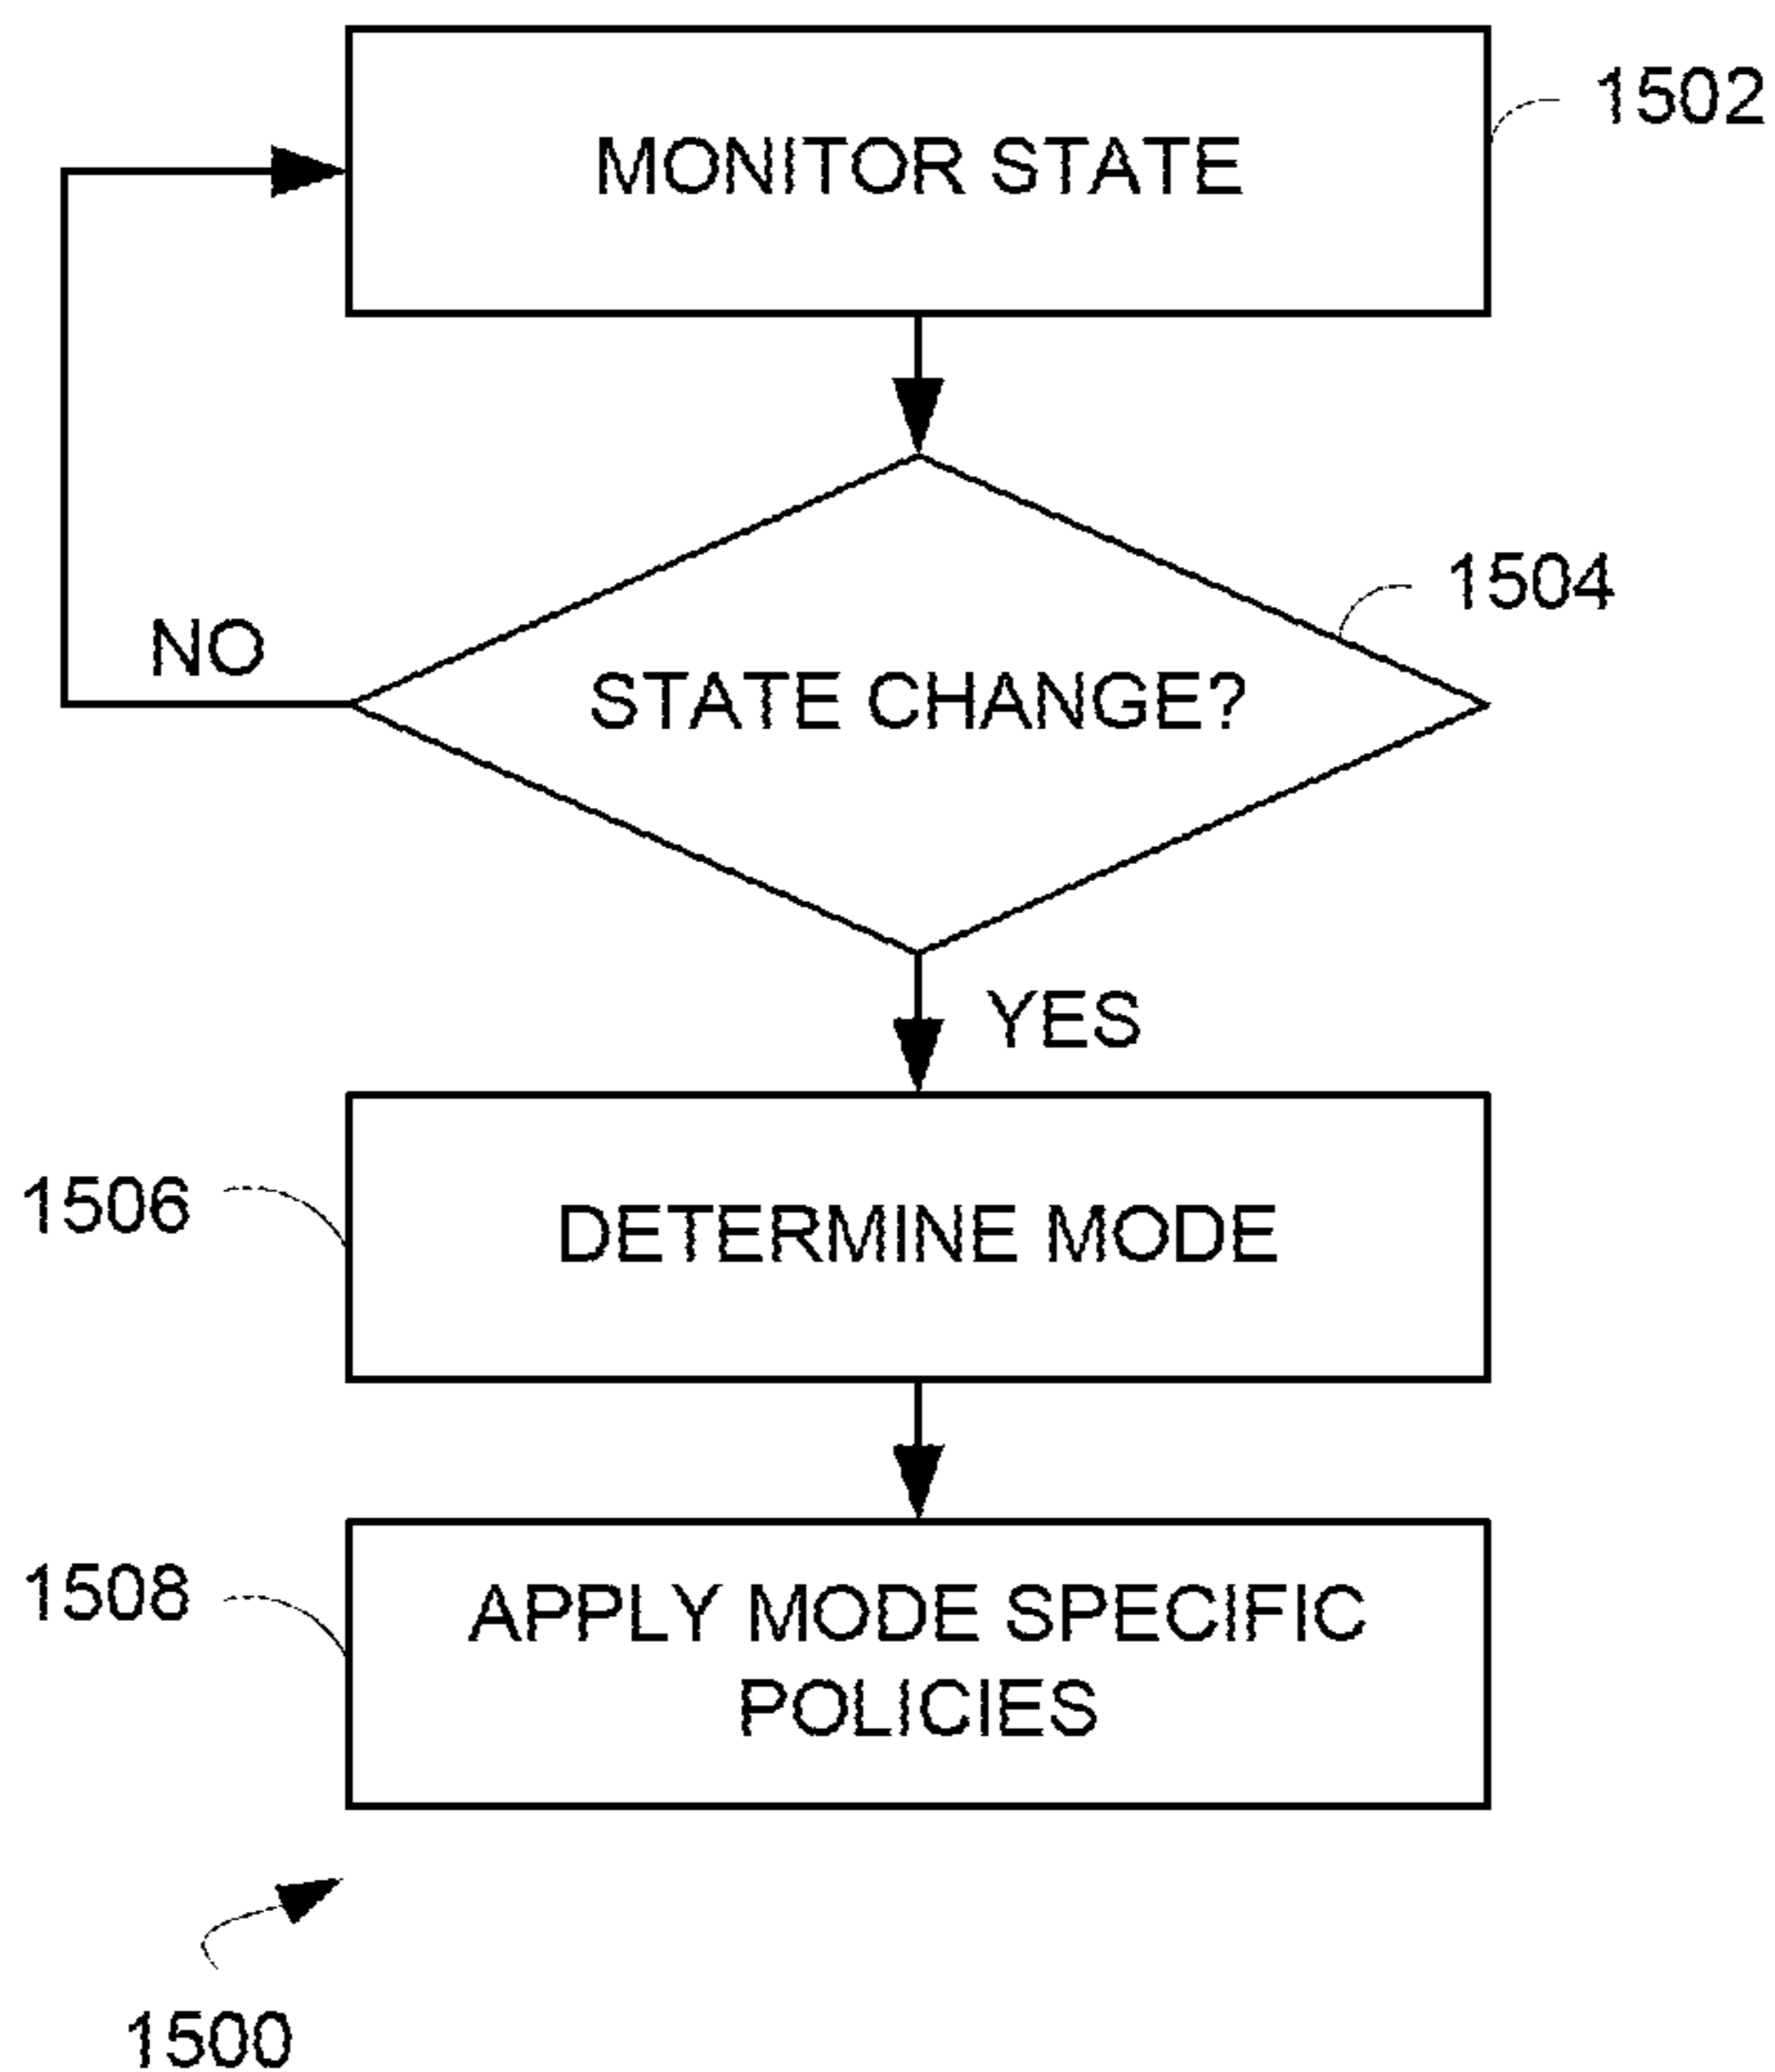 1502
MONITOR STATE
1504
NO
STATE CHANGE?
YES
1506
DETERMINE MODE
1508
APPLY MODE SPECIFIC
POLICIES
1500